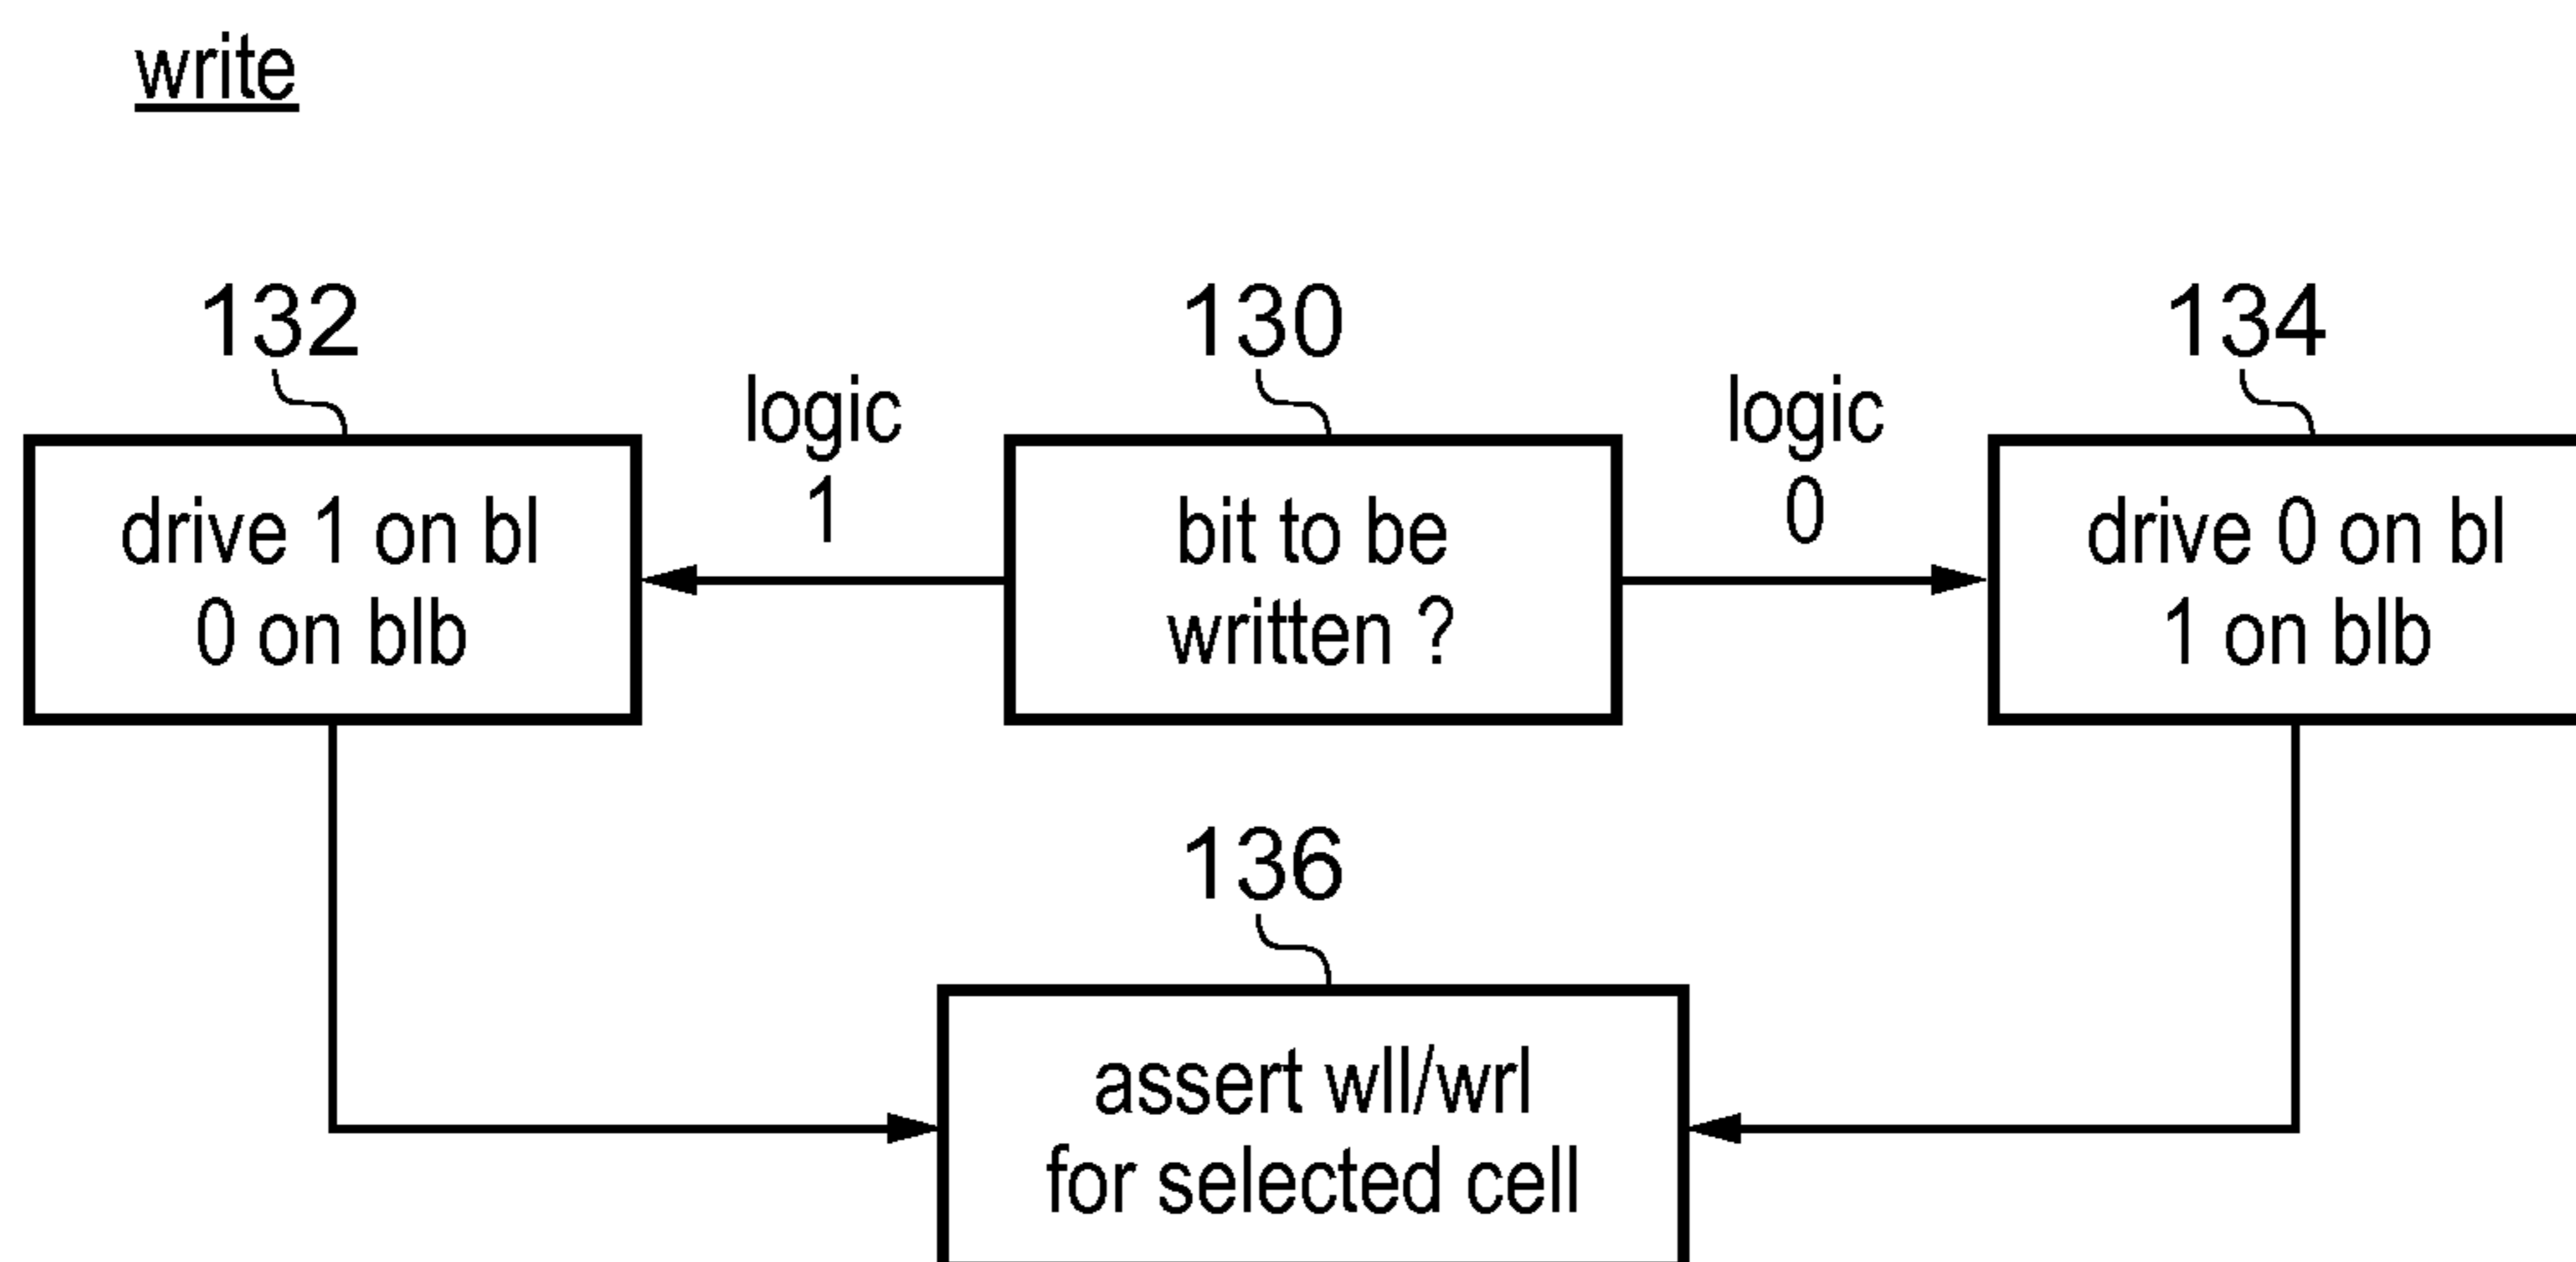 write
132
130
134
logic
1
logic
0
drive 1 on bl
0 on blb
bit to be
written ?
drive 0 on bl
1 on blb
136
assert wll/wrl
for selected cell